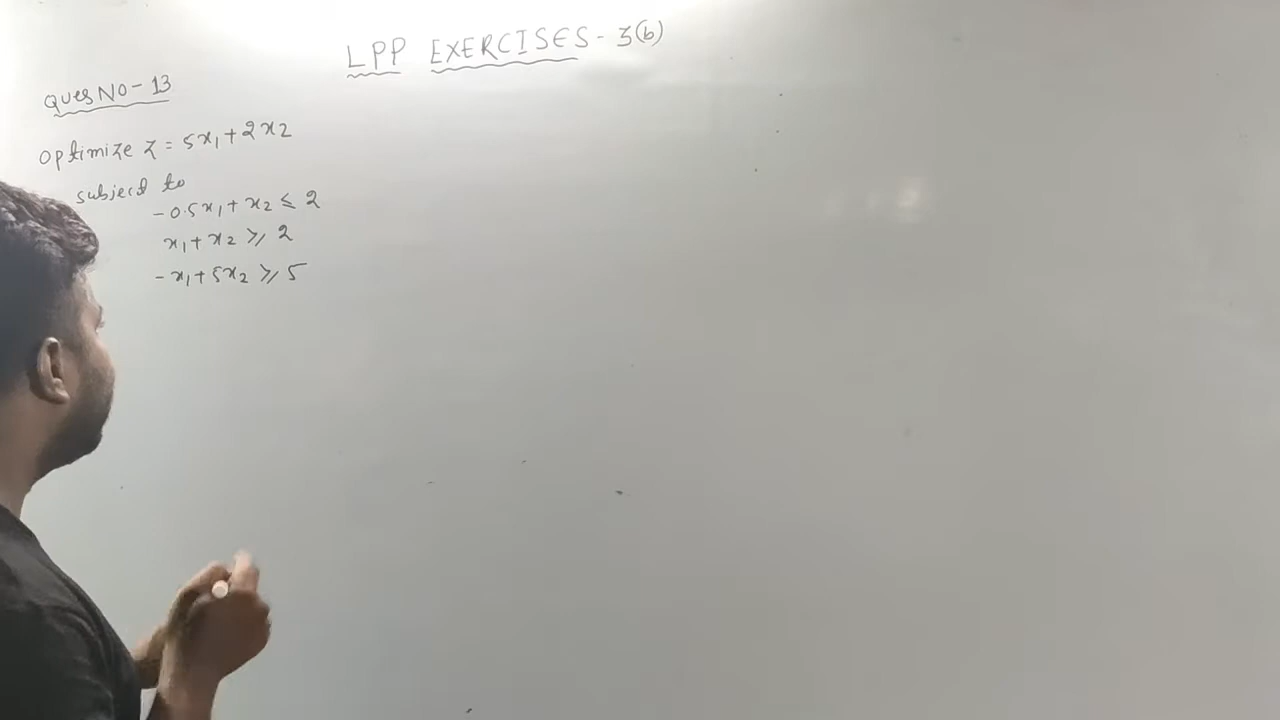 LPP EXERCISES - 3(b)
Ques NO - 13
Optimize z = 5x₁ + 2x₂
subject to
-0.5x₁ + x₂ ≤ 2
x₁ + x₂ ≥ 2
-x₁ + 5x₂ ≥ 5